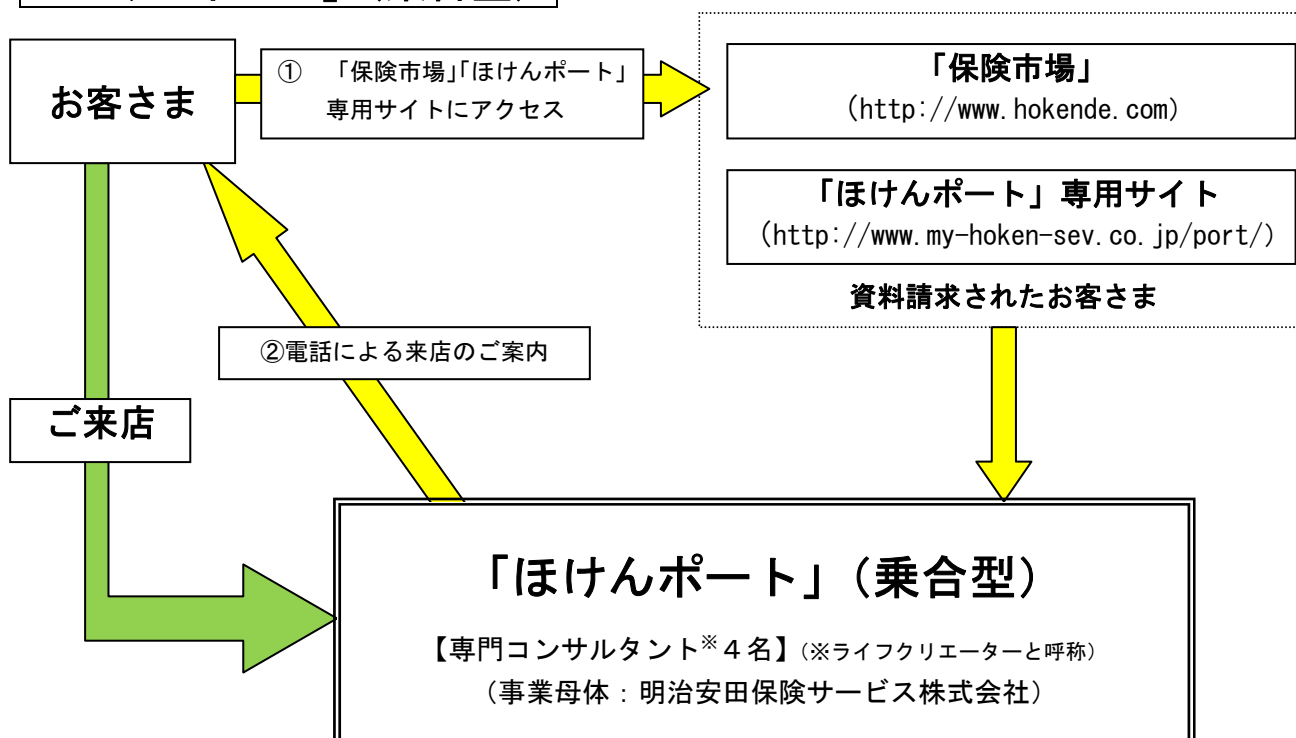 お客さま
① 「保険市場」「ほけんポート」
専用サイトにアクセス
「保険市場」
(http://www.hokende.com)
「ほけんポート」専用サイト
(http://www.my-hoken-sev.co.jp/port/)
資料請求されたお客さま
②電話による来店のご案内
ご来店
「ほけんポート」（乗合型）
【専門コンサルタント※４名】(※ライフクリエーターと呼称)
（事業母体：明治安田保険サービス株式会社）